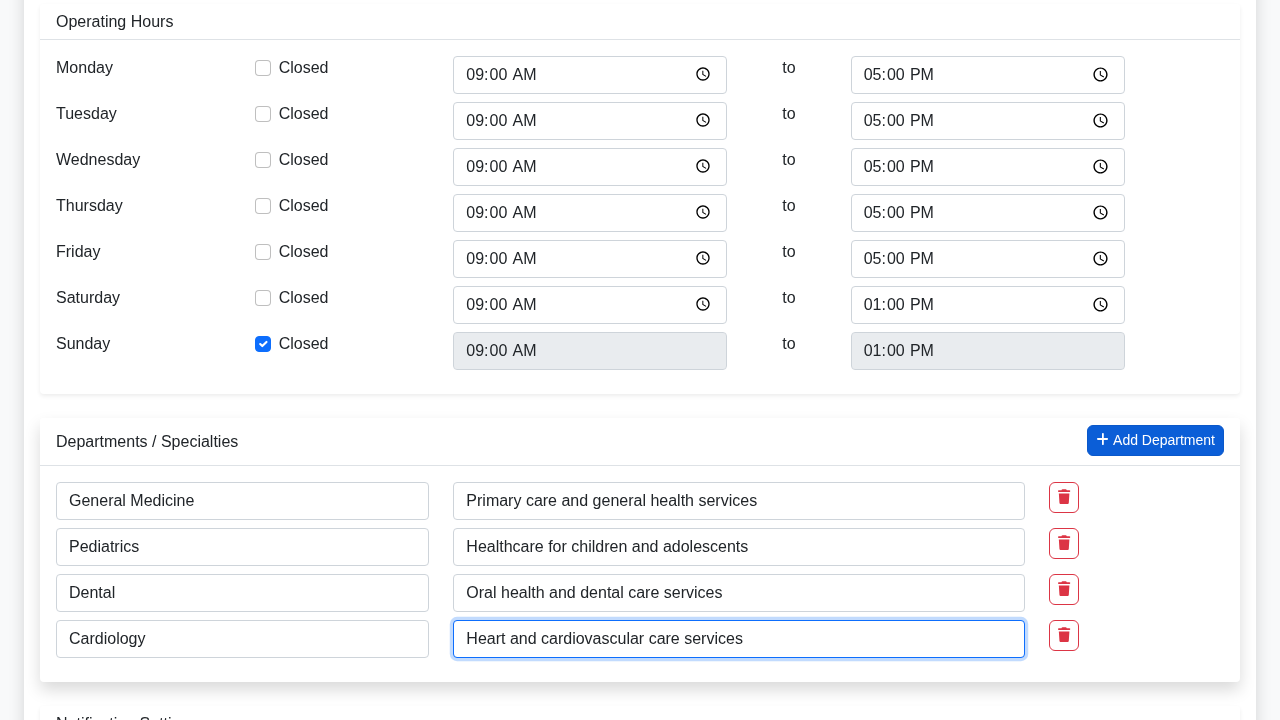 Operating Hours
Monday Closed 09:00 AM to 05:00 PM
Tuesday Closed 09:00 AM to 05:00 PM
Wednesday Closed 09:00 AM to 05:00 PM
Thursday Closed 09:00 AM to 05:00 PM
Friday Closed 09:00 AM to 05:00 PM
Saturday Closed 09:00 AM to 01:00 PM
Sunday Closed 09:00 AM to 01:00 PM
Departments / Specialties Add Department
General Medicine Primary care and general health services
Pediatrics Healthcare for children and adolescents
Dental Oral health and dental care services
Cardiology Heart and cardiovascular care services